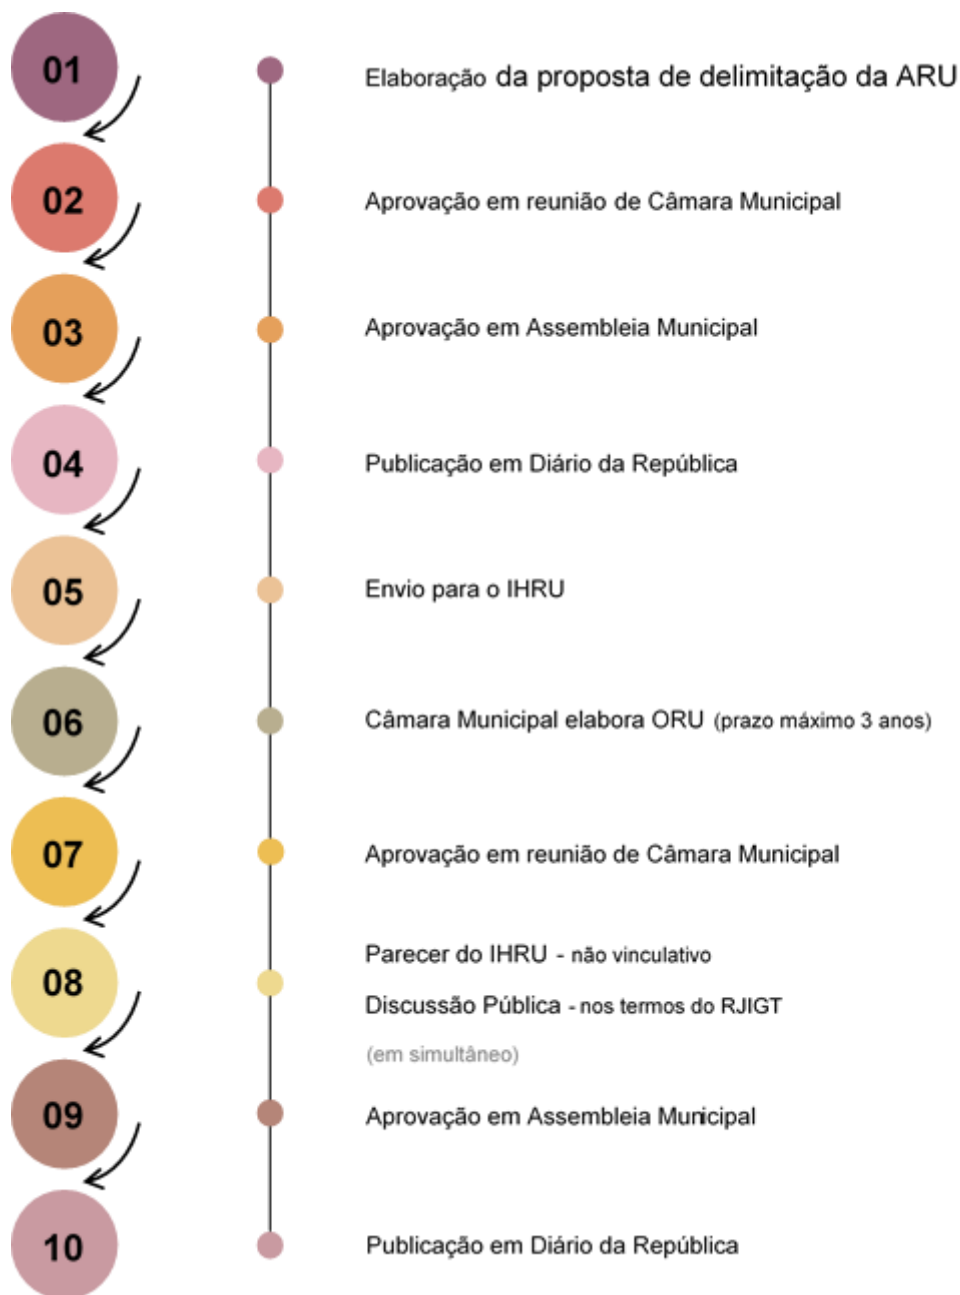 01
Elaboração da proposta de delimitação da ARU
02
Aprovação em reunião de Câmara Municipal
03
Aprovação em Assembleia Municipal
04
Publicação em Diário da República
05
Envio para o IHRU
06
Câmara Municipal elabora ORU (prazo máximo 3 anos)
07
Aprovação em reunião de Câmara Municipal
08
Parecer do IHRU - não vinculativo
Discussão Pública - nos termos do RJIGT
(em simultâneo)
09
Aprovação em Assembleia Municipal
10
Publicação em Diário da República